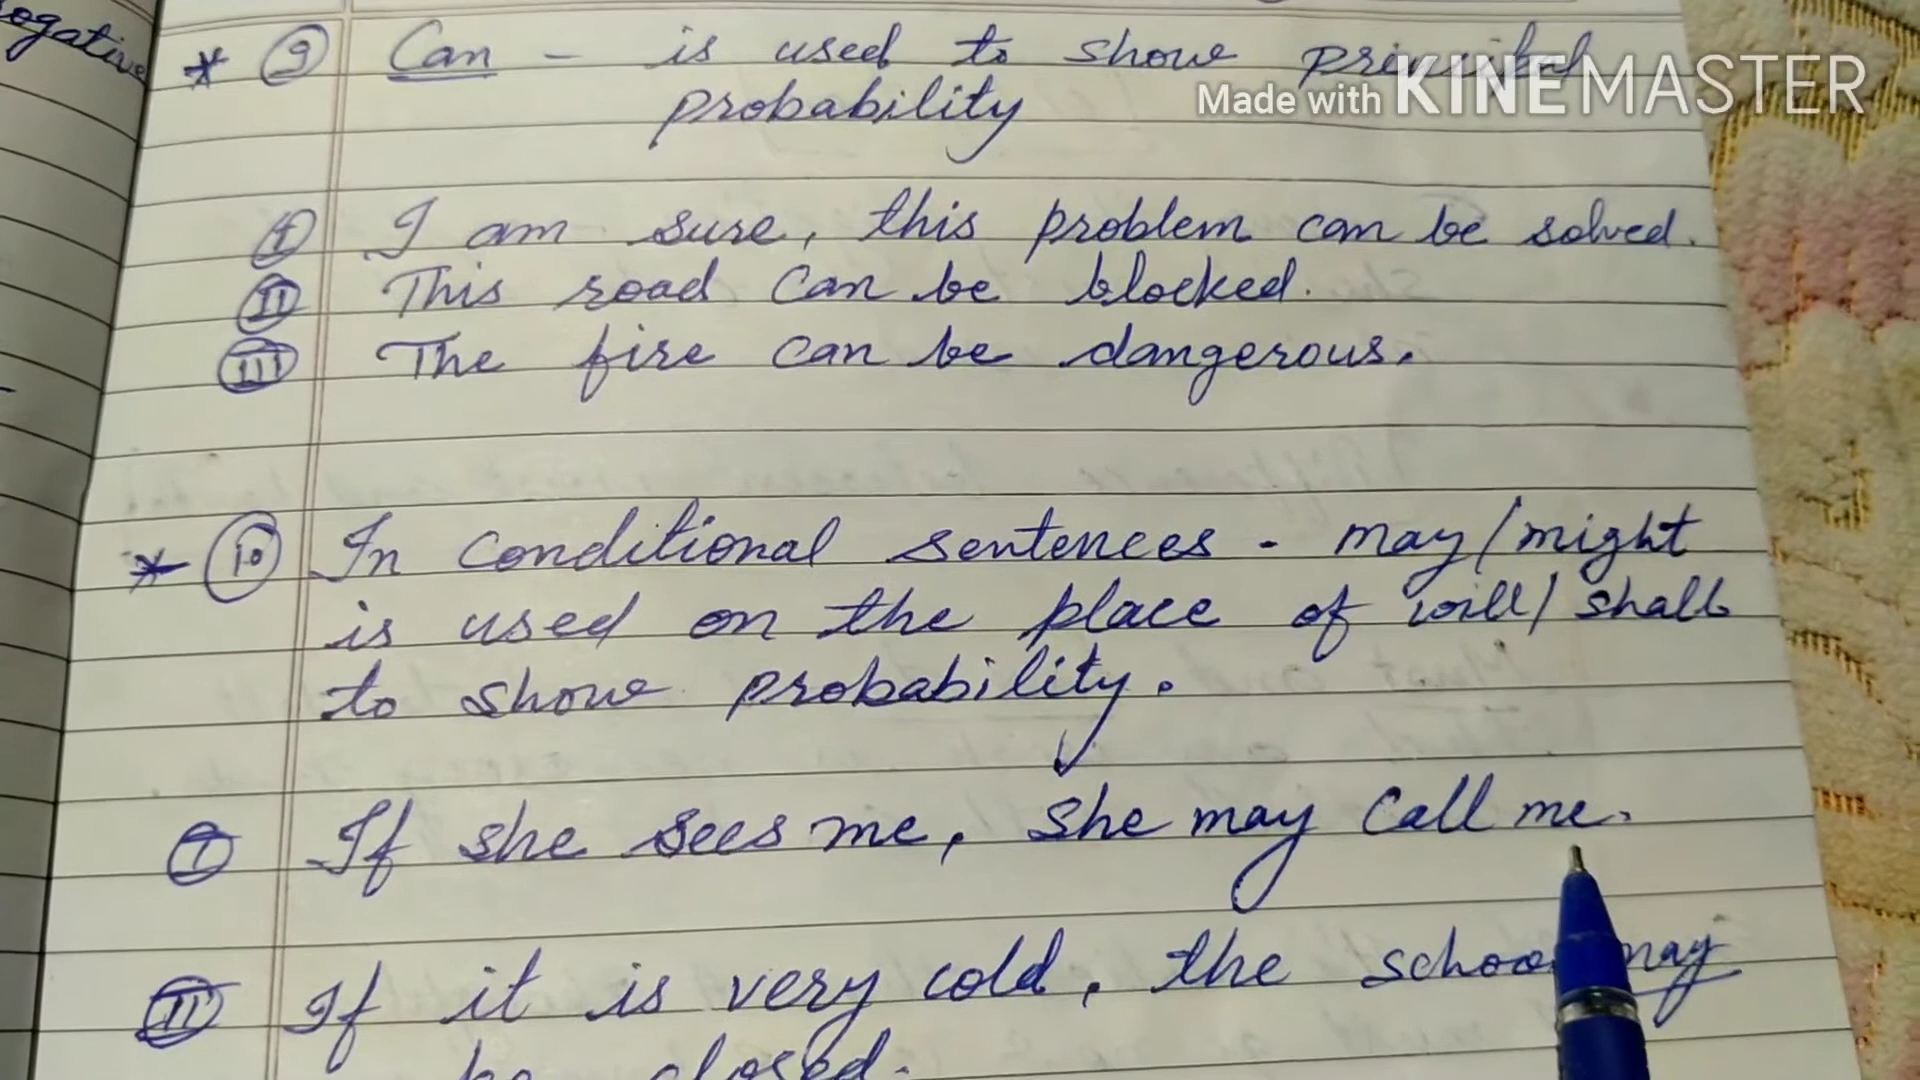 ogative
* 9 Can - is used to show
probability
Made with KINEMASTER
I I am sure, this problem can be solved.
II This road can be blocked.
III The fire can be dangerous.
* 10 In conditional sentences - may/might
is used on the place of will/shall
to show probability.
I If she sees me, she may call me.
II If it is very cold, the school may
be closed.